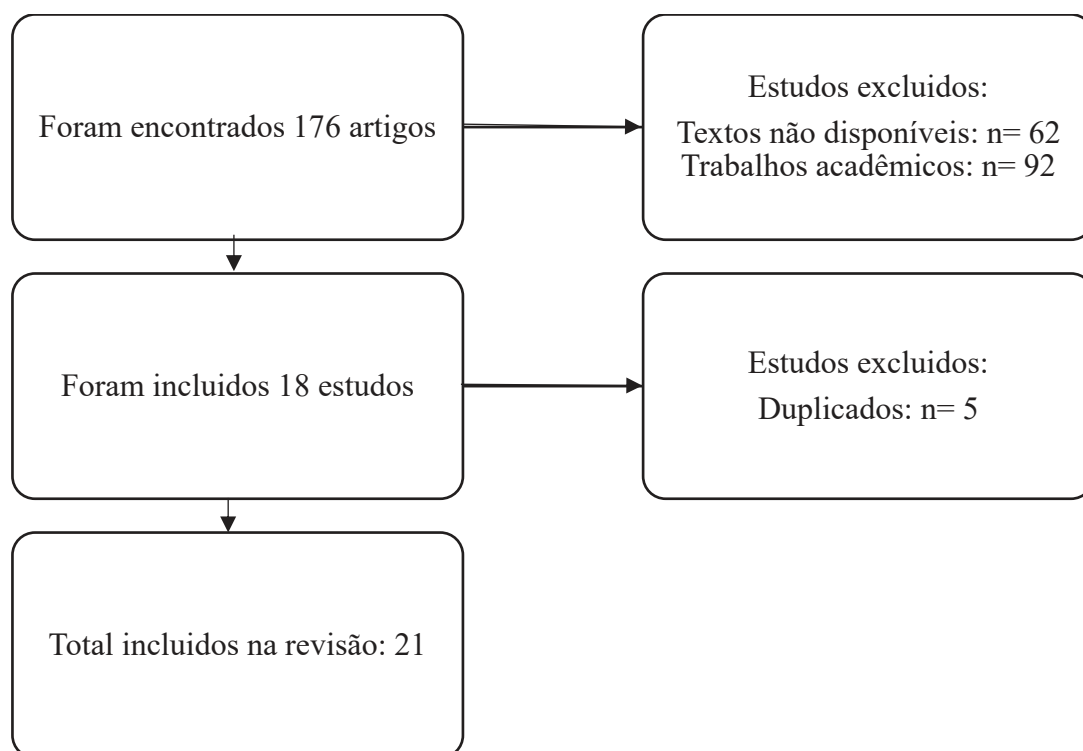 Foram encontrados 176 artigos
Estudos excluidos:
Textos não disponíveis: n= 62
Trabalhos acadêmicos: n= 92
Foram incluidos 18 estudos
Estudos excluidos:
Duplicados: n= 5
Total incluidos na revisão: 21